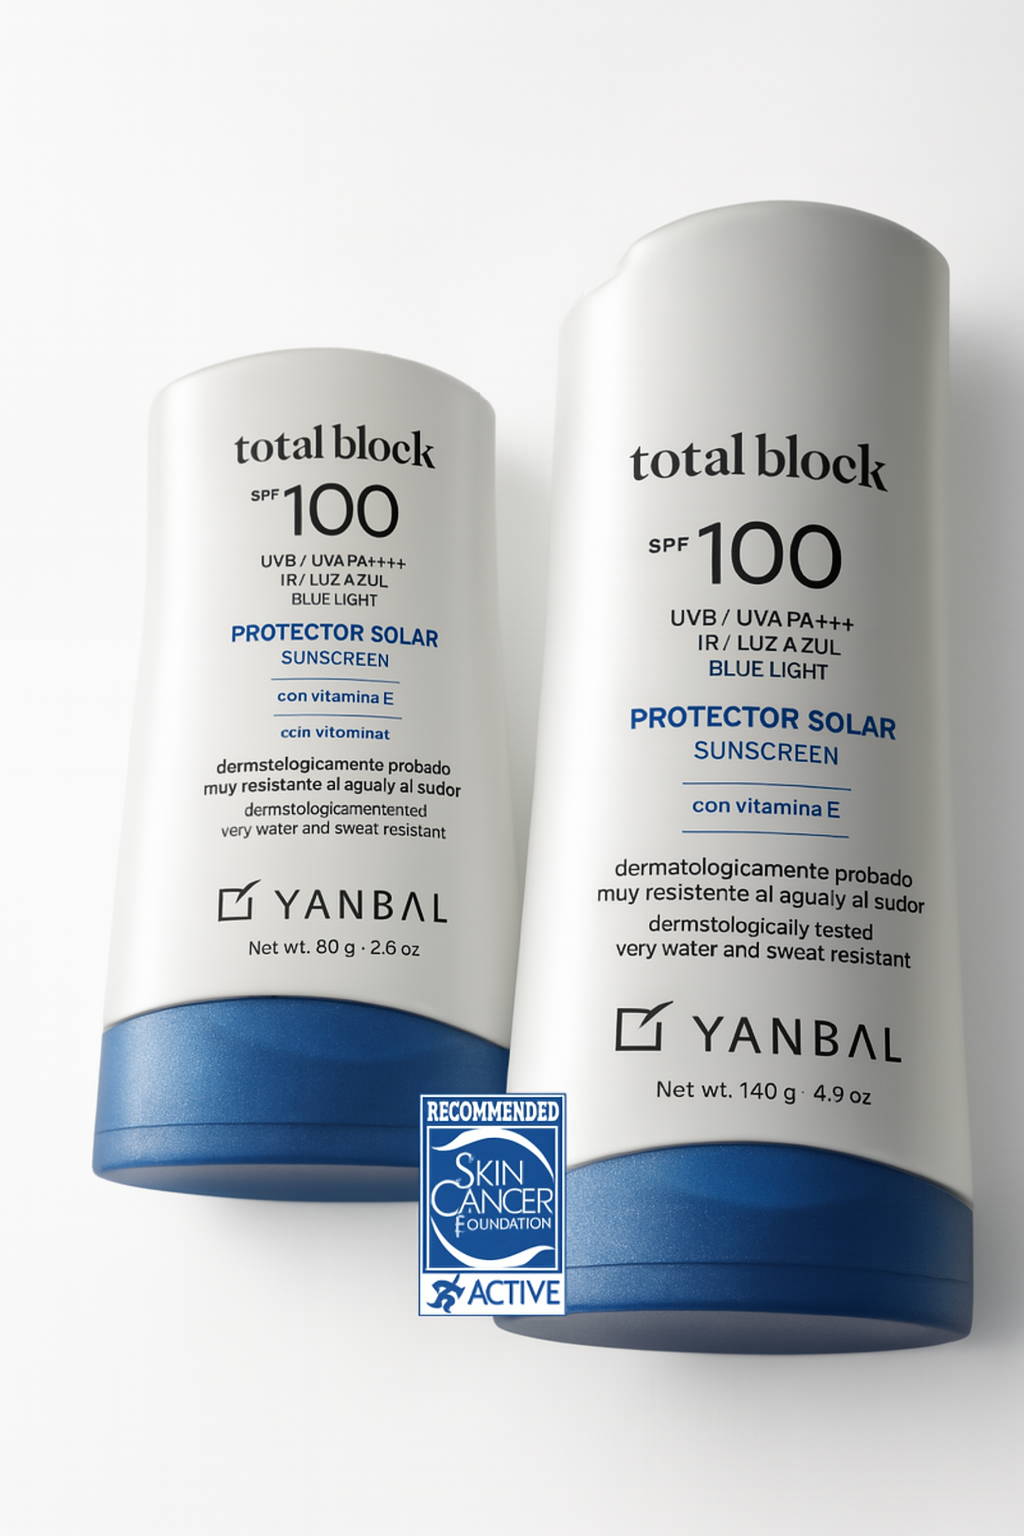 total block
SPF 100
UVB / UVA PA++++
IR / LUZ AZUL
BLUE LIGHT
PROTECTOR SOLAR
SUNSCREEN
con vitamina E
ccin vitominat
dermstelogicamente probado
muy resistante al agualy al sudor
dermstologicamentented
very water and sweat resistant
YANBAL
Net wt. 80 g · 2.6 oz
total block
SPF 100
UVB / UVA PA+++
IR / LUZ AZUL
BLUE LIGHT
PROTECTOR SOLAR
SUNSCREEN
con vitamina E
dermatologicamente probado
muy resistente al agualy al sudor
dermstologicaily tested
very water and sweat resistant
YANBAL
Net wt. 140 g · 4.9 oz
RECOMMENDED
SKIN
CANCER
FOUNDATION
ACTIVE